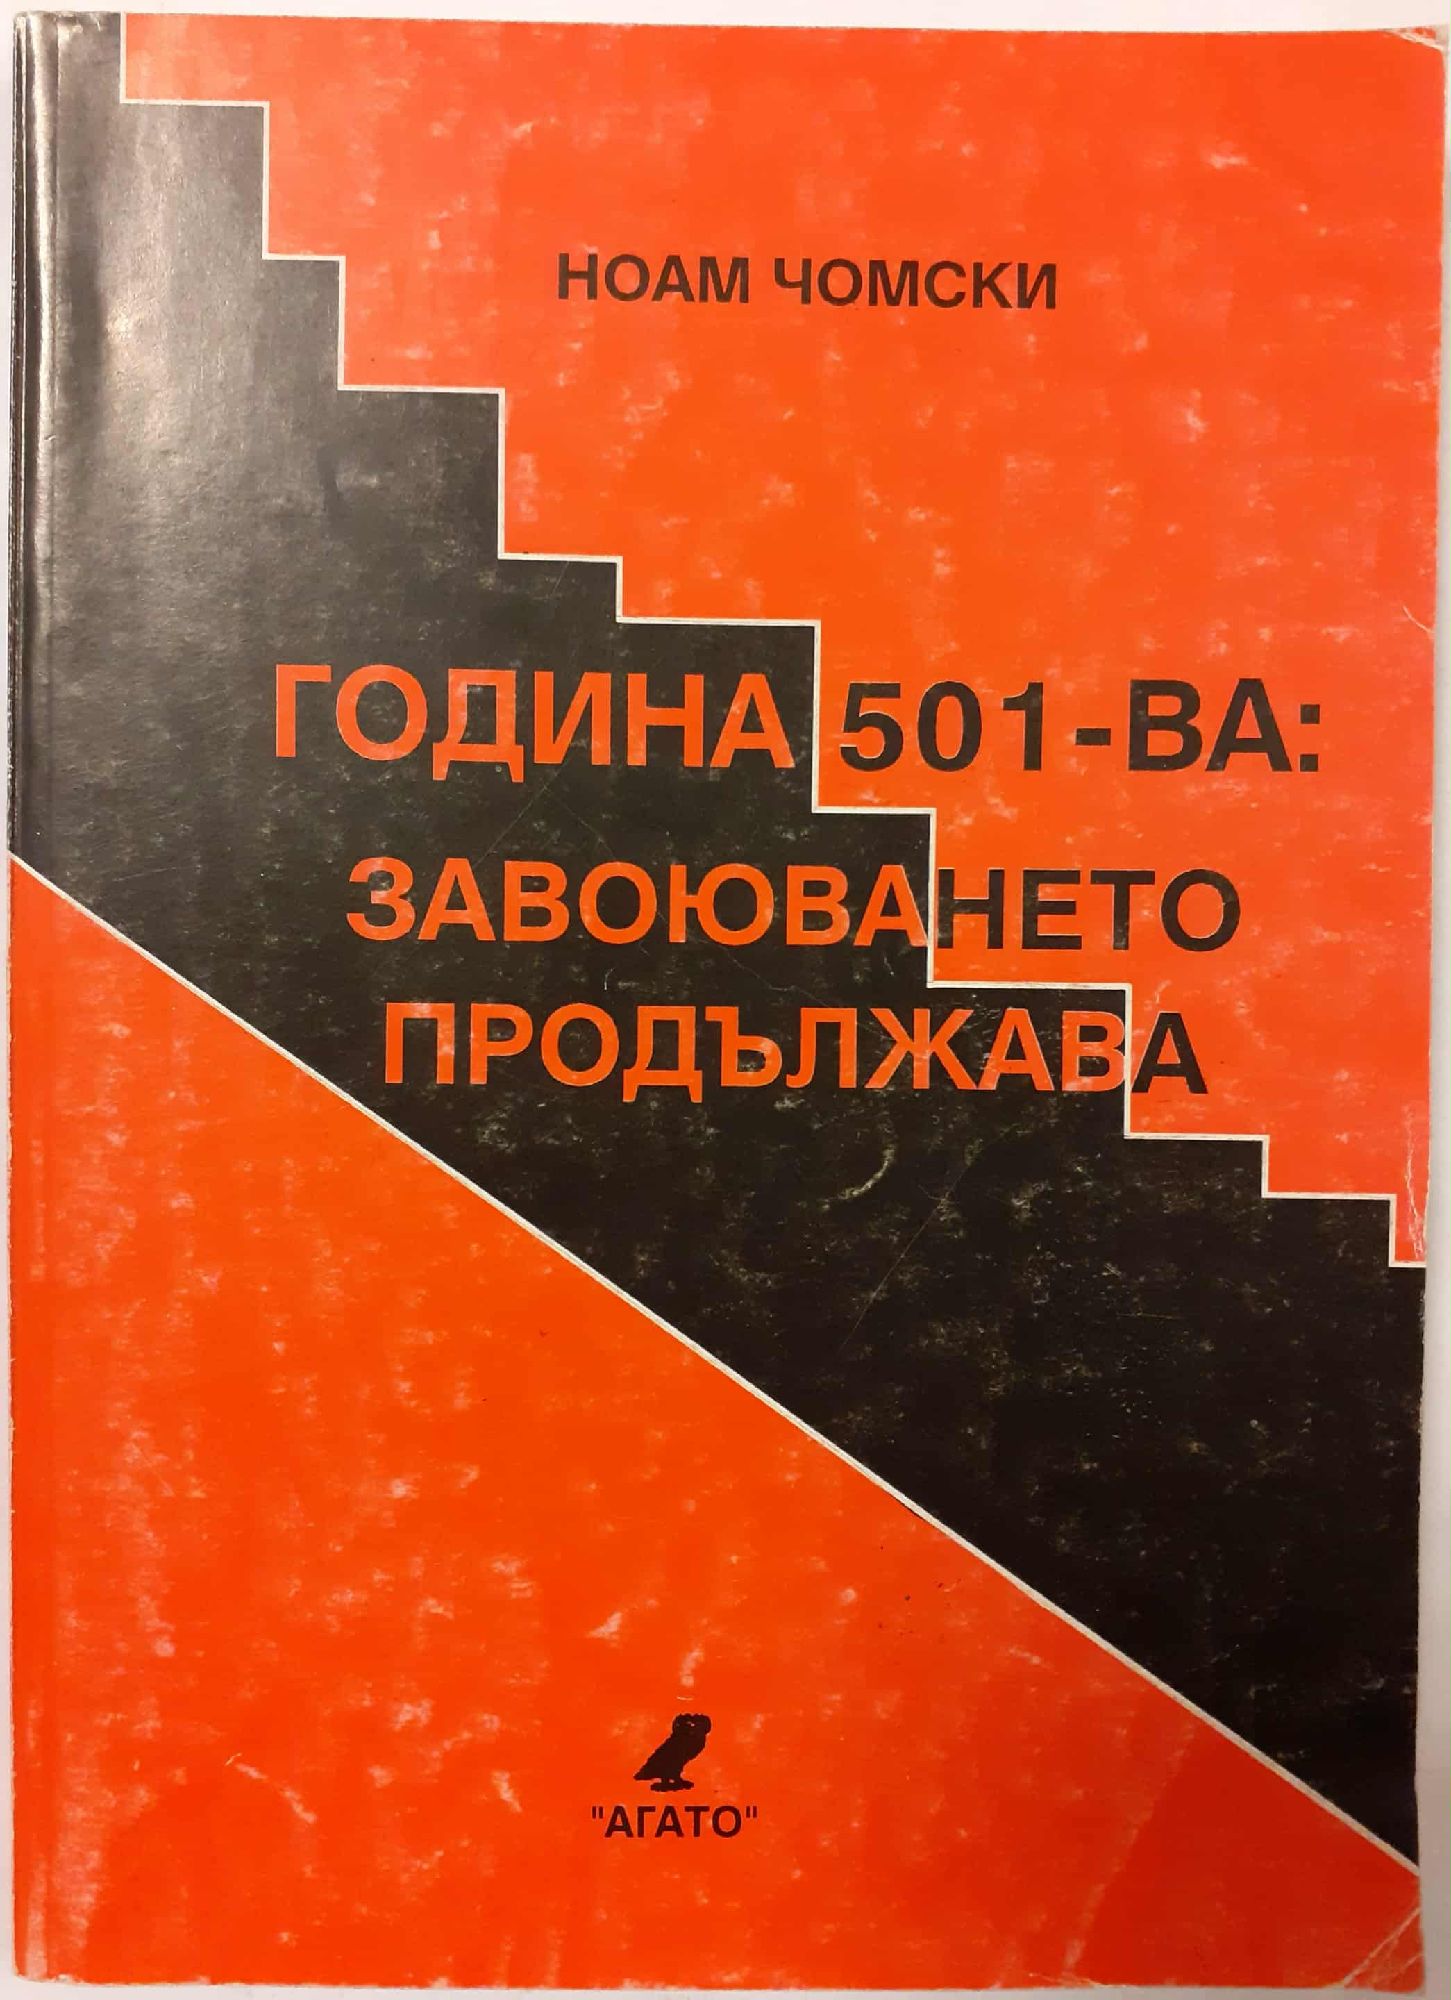 НОАМ ЧОМСКИ
ГОДИНА 501-ВА:
ЗАВОЮВАНЕТО
ПРОДЪЛЖАВА
"АГАТО"